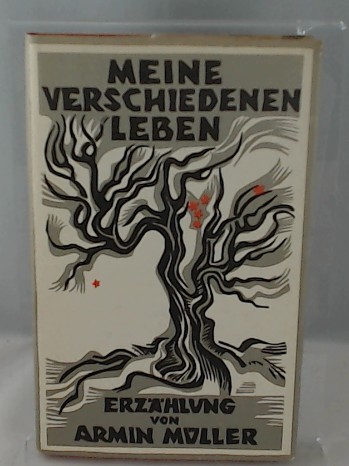 MEINE
VERSCHIEDENEN
LEBEN
ERZÄHLUNG
VON
ARMIN MÜLLER